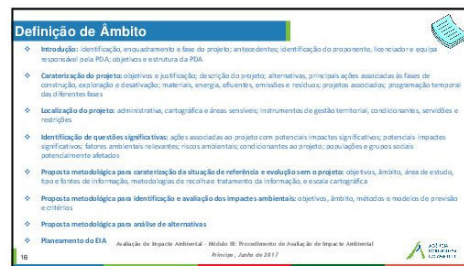 Definição de Âmbito
Introdução: identificação, enquadramento e fase do projeto; antecedentes; identificação do proponente, licenciador e equipa
responsável pela PDA; objetivos e estrutura da PDA
Caraterização do projeto: objetivos e justificação; descrição do projeto; alternativas, principais ações associadas às fases de
construção, exploração e desativação; materiais, energia, efluentes, emissões e resíduos; projetos associados; programação temporal
das diferentes fases
Localização do projeto: administrativa, cartográfica e áreas sensíveis; instrumentos de gestão territorial, condicionantes, servidões e
restrições
Identificação de questões significativas: ações associadas ao projeto com potenciais impactes significativos; potenciais impactes
significativos; fatores ambientais relevantes; riscos ambientais; condicionantes ao projeto; populações e grupos sociais
potencialmente afetados
Proposta metodológica para caraterização da situação de referência e evolução sem o projeto: objetivos, âmbito, área de estudo,
tipo e fontes de informação, metodologias de recolha e tratamento da informação, e escala cartográfica
Proposta metodológica para identificação e avaliação dos impactes ambientais: objetivos, âmbito, métodos e modelos de previsão
e critérios
Proposta metodológica para análise de alternativas
Planeamento do EIA
Avaliação de Impacte Ambiental - Módulo III: Procedimento de Avaliação de Impacte Ambiental
16
Príncipe, Junho de 2017